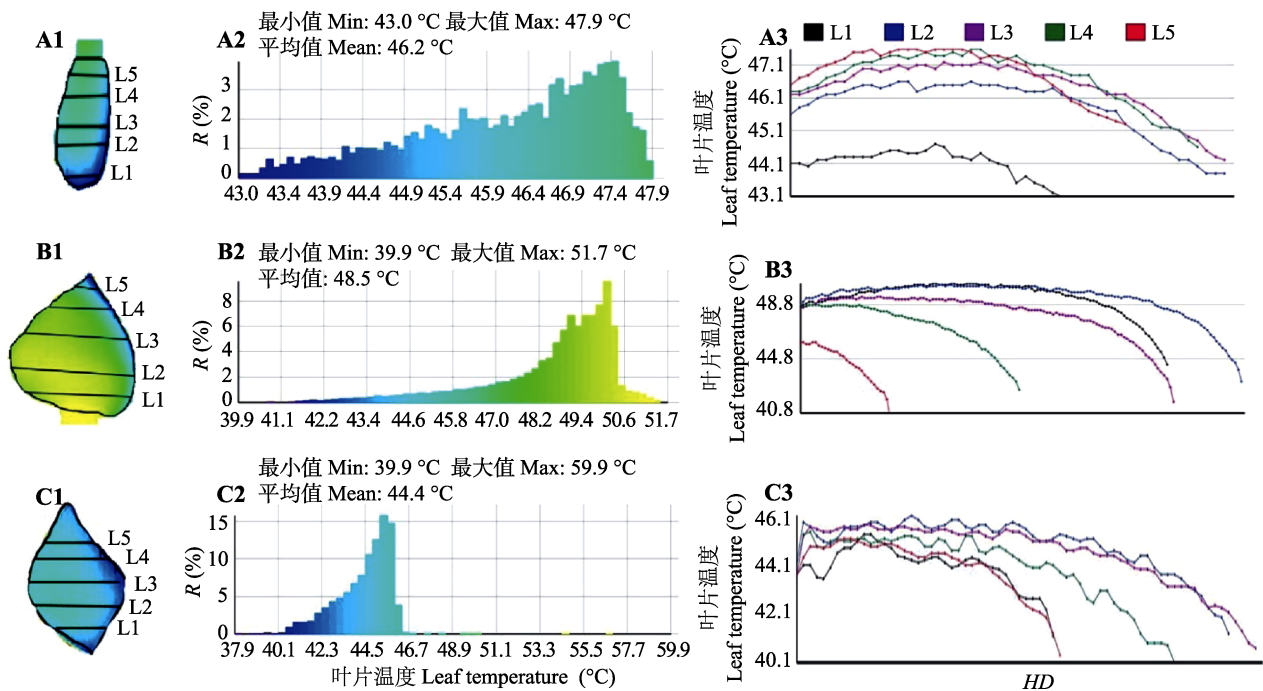 A1
L5
L4
L3
L2
L1
A2
最小值 Min: 43.0 °C 最大值 Max: 47.9 °C
平均值 Mean: 46.2 °C
R (%)
3
2
1
0
43.0 43.4 43.9 44.4 44.9 45.4 45.9 46.4 46.9 47.4 47.9
A3
L1 L2 L3 L4 L5
叶片温度
Leaf temperature (°C)
47.1
46.1
45.1
44.1
43.1
B1
L5
L4
L3
L2
L1
B2
最小值 Min: 39.9 °C 最大值 Max: 51.7 °C
平均值: 48.5 °C
R (%)
8
6
4
2
0
39.9 41.1 42.2 43.4 44.6 45.8 47.0 48.2 49.4 50.6 51.7
B3
叶片温度
Leaf temperature (°C)
48.8
44.8
40.8
C1
L5
L4
L3
L2
L1
C2
最小值 Min: 39.9 °C 最大值 Max: 59.9 °C
平均值 Mean: 44.4 °C
R (%)
15
10
5
0
37.9 40.1 42.3 44.5 46.7 48.9 51.1 53.3 55.5 57.7 59.9
叶片温度 Leaf temperature (°C)
C3
叶片温度
Leaf temperature (°C)
46.1
44.1
42.1
40.1
HD